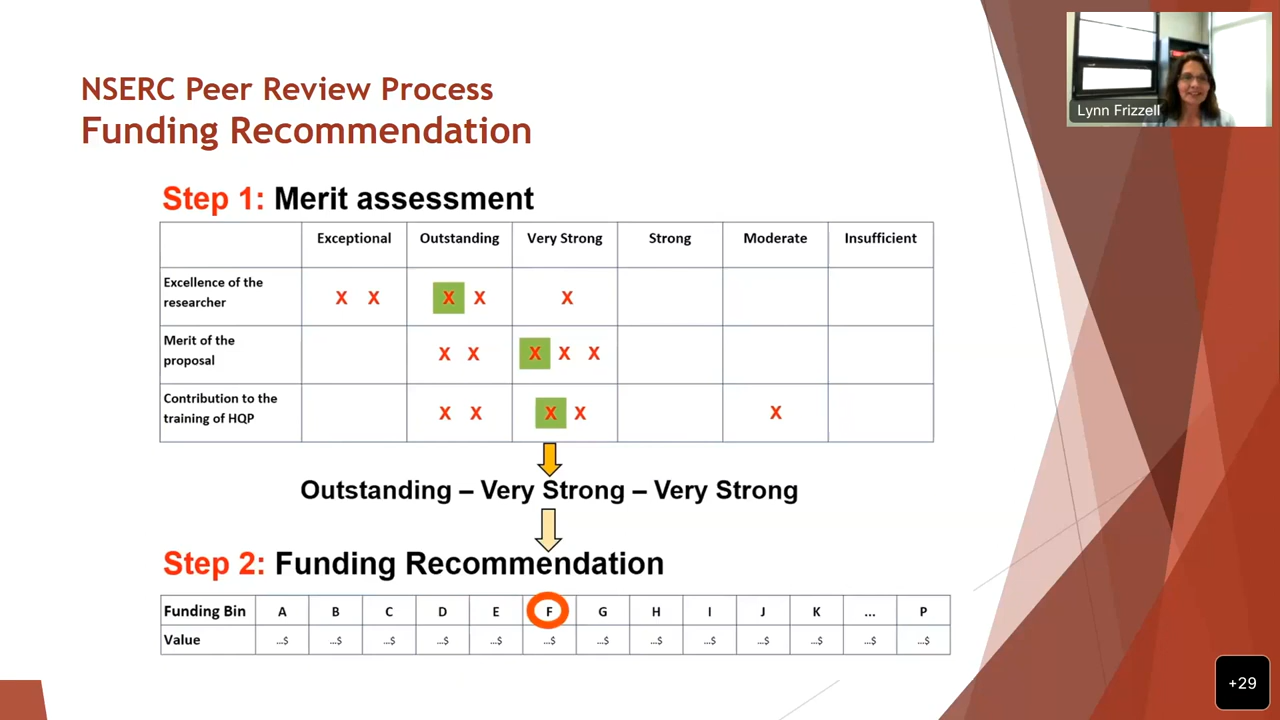 NSERC Peer Review Process
Funding Recommendation
Lynn Frizzell
Step 1: Merit assessment
Exceptional Outstanding Very Strong Strong Moderate Insufficient
Excellence of the
researcher
X X X X X
Merit of the
proposal
X X X X X
Contribution to the
training of HQP
X X X X X
Outstanding – Very Strong – Very Strong
Step 2: Funding Recommendation
Funding Bin A B C D E F G H I J K ... P
Value ...$ ...$ ...$ ...$ ...$ ...$ ...$ ...$ ...$ ...$ ...$ ...$ ...$
+29